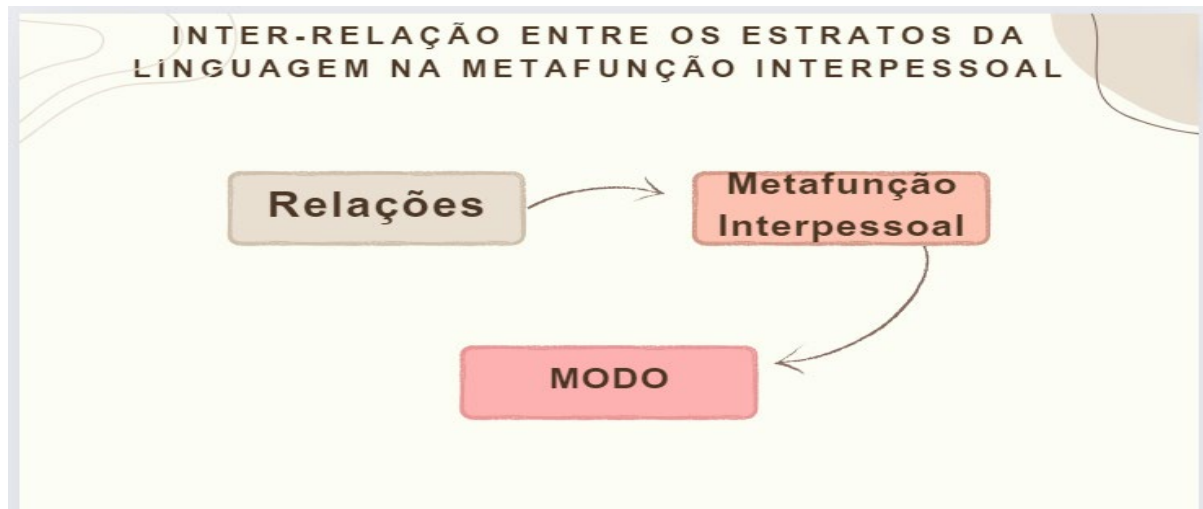 INTER-RELAÇÃO ENTRE OS ESTRATOS DA
LINGUAGEM NA METAFUNÇÃO INTERPESSOAL
Relações
Metafunção
Interpessoal
MODO